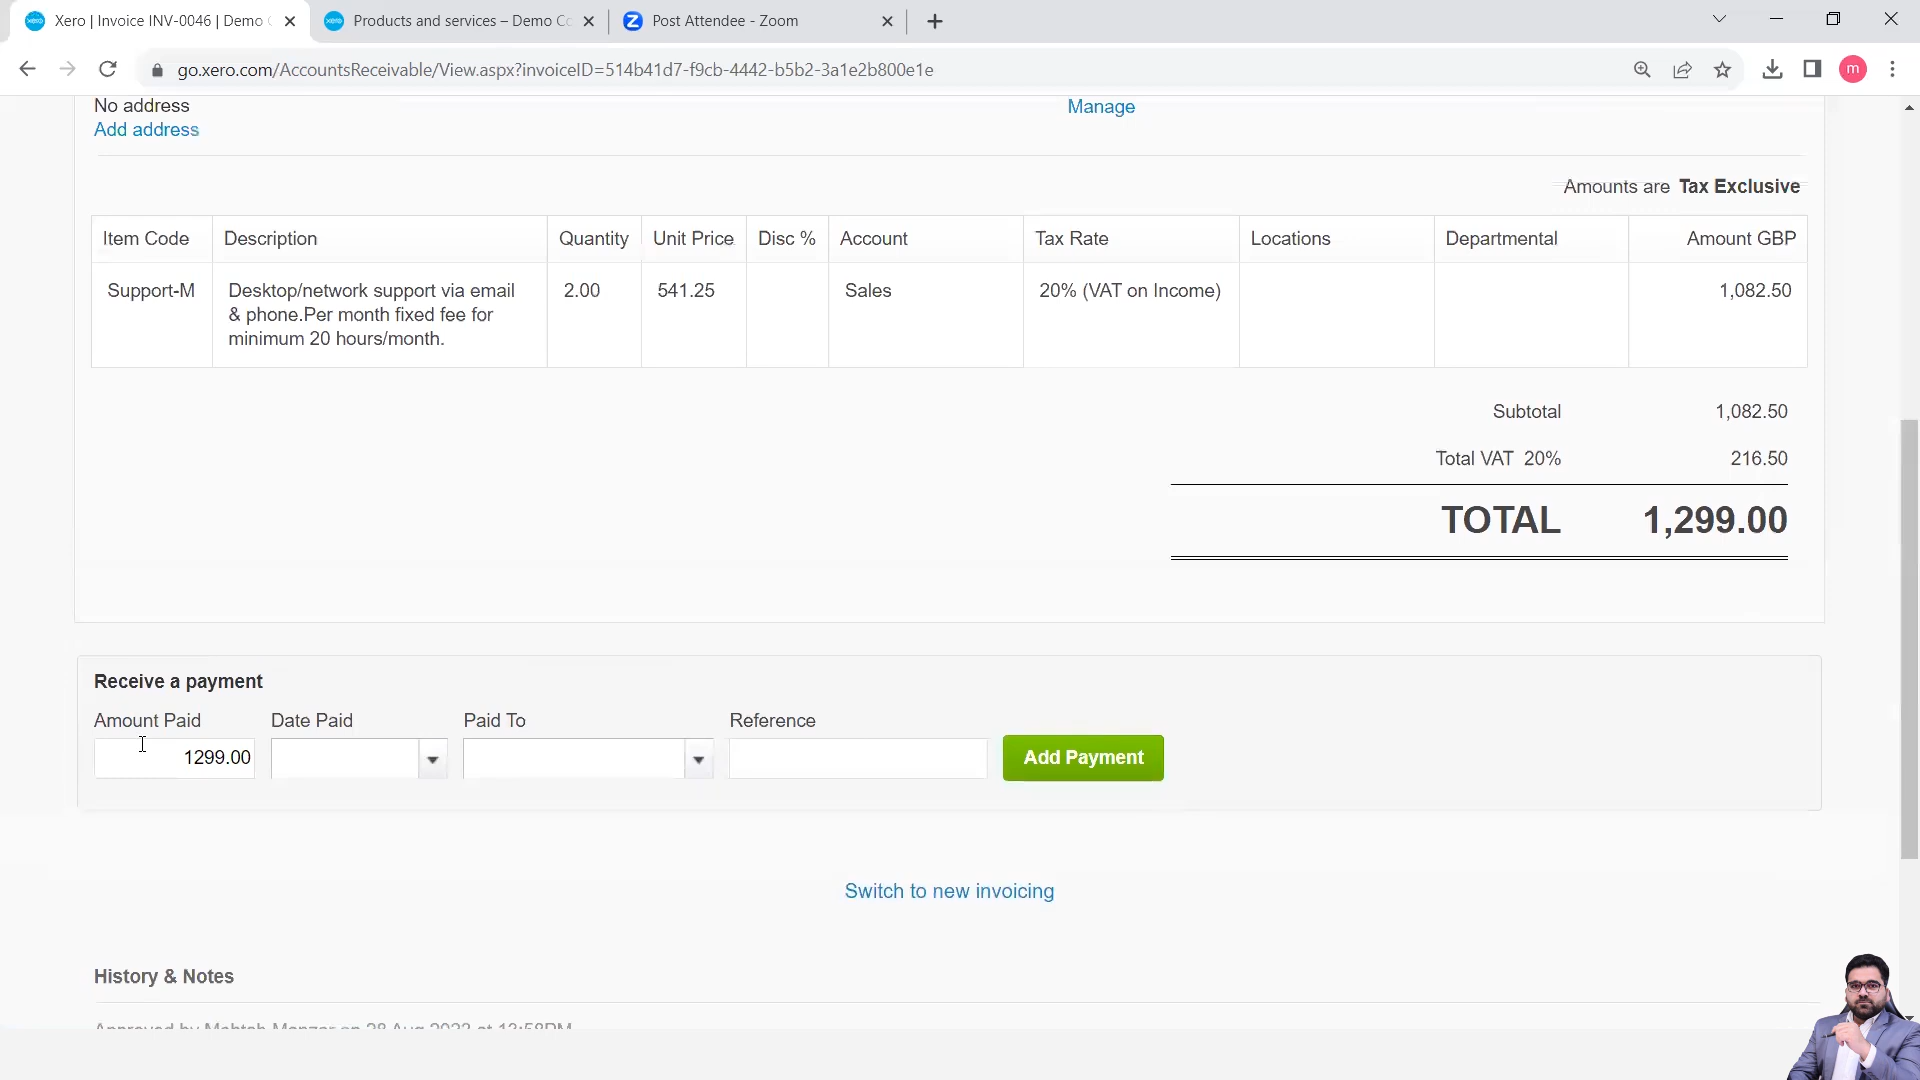 Xero | Invoice INV-0046 | Demo
Products and services – Demo Co
Post Attendee - Zoom
go.xero.com/AccountsReceivable/View.aspx?invoiceID=514b41d7-f9cb-4442-b5b2-3a1e2b800e1e
m
No address
Manage
Add address
Amounts are Tax Exclusive
Item Code Description Quantity Unit Price Disc % Account Tax Rate Locations Departmental Amount GBP
Support-M Desktop/network support via email 2.00 541.25 Sales 20% (VAT on Income) 1,082.50
& phone.Per month fixed fee for
minimum 20 hours/month.
Subtotal 1,082.50
Total VAT 20% 216.50
TOTAL 1,299.00
Receive a payment
Amount Paid Date Paid Paid To Reference
1299.00 Add Payment
Switch to new invoicing
History & Notes